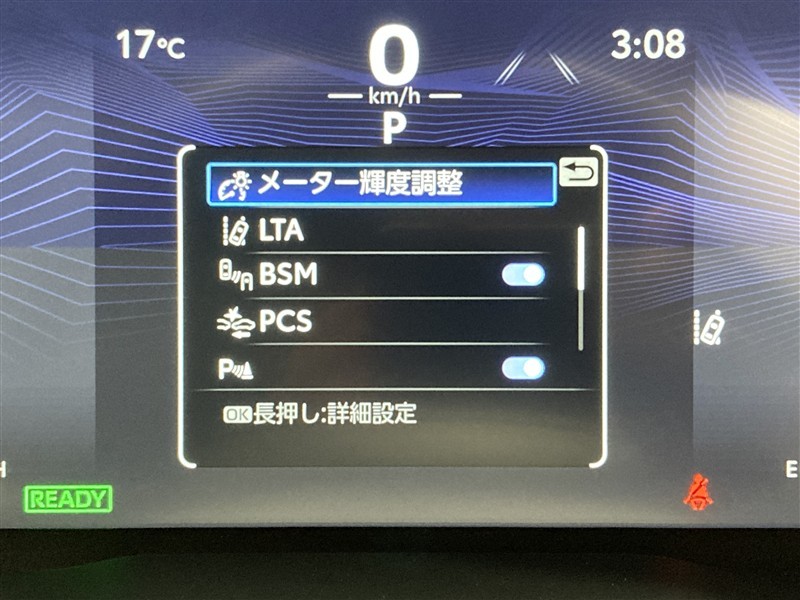 17℃
0
3:08
km/h
P
メーター輝度調整
LTA
BSM
PCS
P
OK長押し:詳細設定
H
E
READY